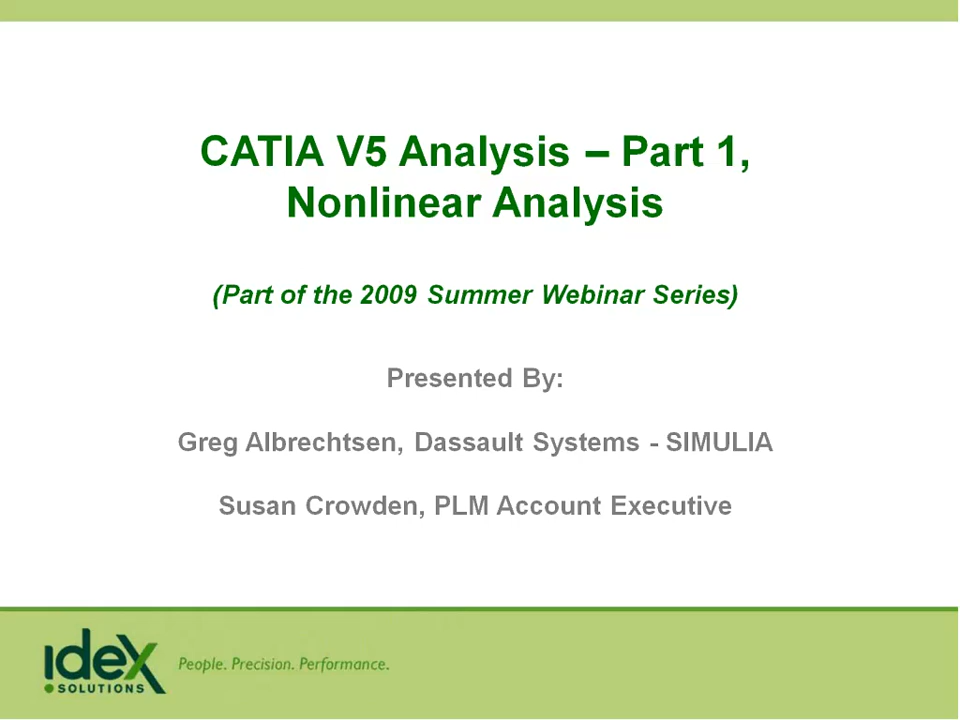 CATIA V5 Analysis – Part 1,
Nonlinear Analysis
(Part of the 2009 Summer Webinar Series)
Presented By:
Greg Albrechtsen, Dassault Systems - SIMULIA
Susan Crowden, PLM Account Executive
ideX
SOLUTIONS
People. Precision. Performance.